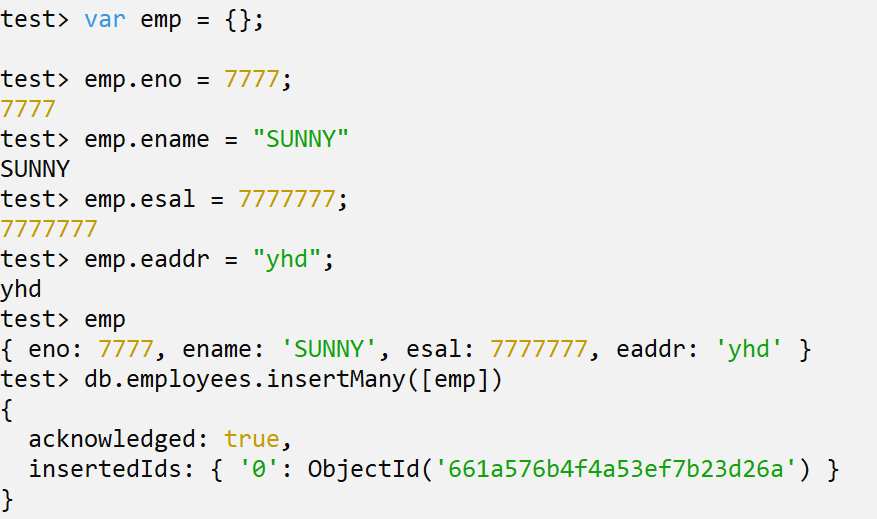 test> var emp = {};
test> emp.eno = 7777;
7777
test> emp.ename = "SUNNY"
SUNNY
test> emp.esal = 7777777;
7777777
test> emp.eaddr = "yhd";
yhd
test> emp
{ eno: 7777, ename: 'SUNNY', esal: 7777777, eaddr: 'yhd' }
test> db.employees.insertMany([emp])
{
  acknowledged: true,
  insertedIds: { '0': ObjectId('661a576b4f4a53ef7b23d26a') }
}